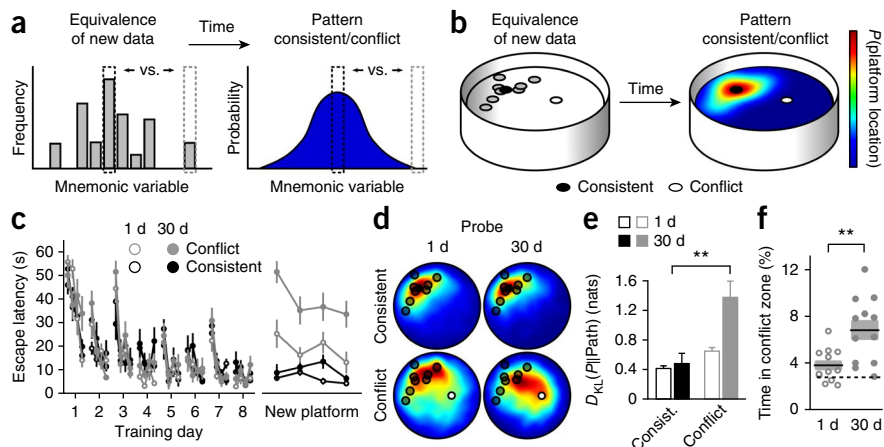 a
Equivalence
of new data
Time
Pattern
consistent/conflict
vs.
vs.
Frequency
Mnemonic variable
Probability
Mnemonic variable
b
Equivalence
of new data
Time
Pattern
consistent/conflict
P(platform location)
Consistent
Conflict
c
1 d 30 d
Conflict
Consistent
Escape latency (s)
60
50
40
30
20
10
0
1 2 3 4 5 6 7 8
Training day
New platform
d
Probe
1 d
30 d
Consistent
Conflict
e
1 d
30 d
**
DKL(P||Path) (nats)
1.6
1.2
0.8
0.4
0
Consist.
Conflict
f
**
Time in conflict zone (%)
12
8
4
0
1 d 30 d